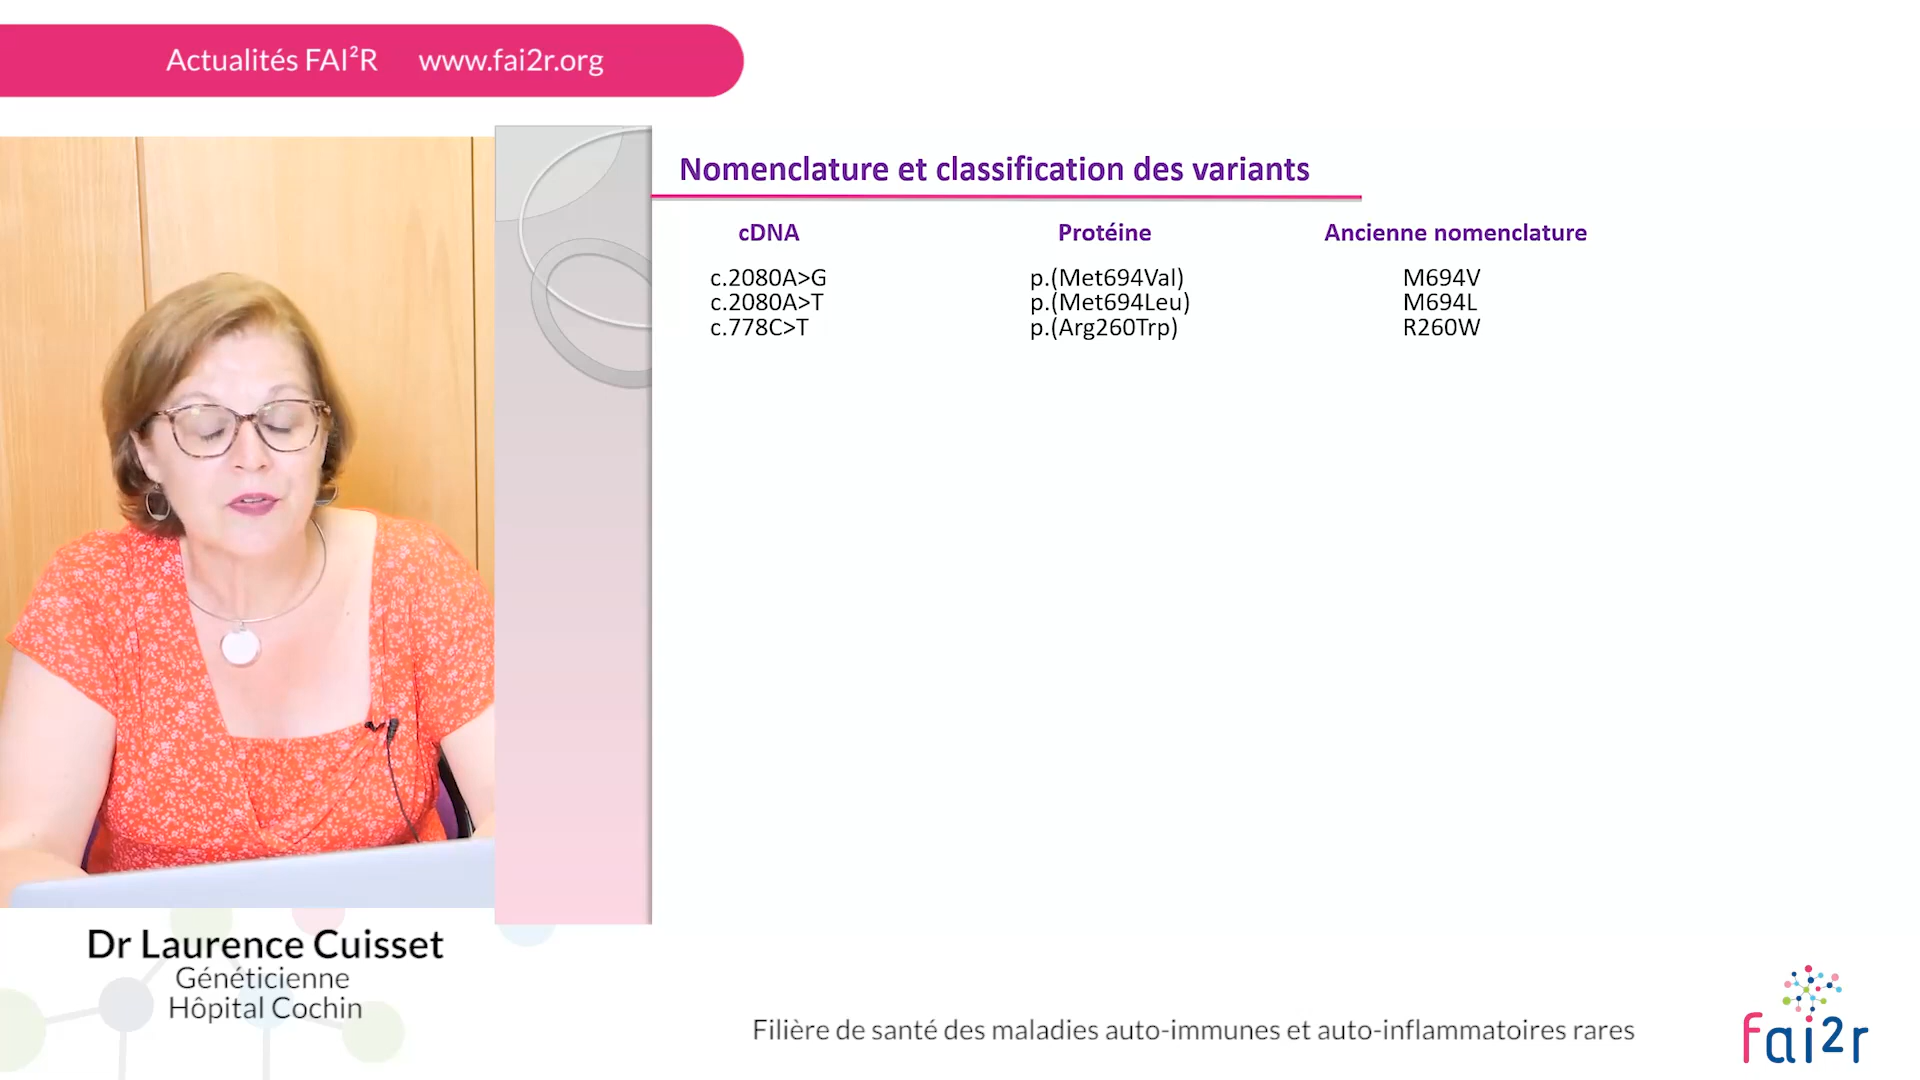 Actualités FAI²R www.fai2r.org
Nomenclature et classification des variants
cDNA Protéine Ancienne nomenclature
c.2080A>G p.(Met694Val) M694V
c.2080A>T p.(Met694Leu) M694L
c.778C>T p.(Arg260Trp) R260W
Dr Laurence Cuisset
Généticienne
Hôpital Cochin
Filière de santé des maladies auto-immunes et auto-inflammatoires rares
fai2r